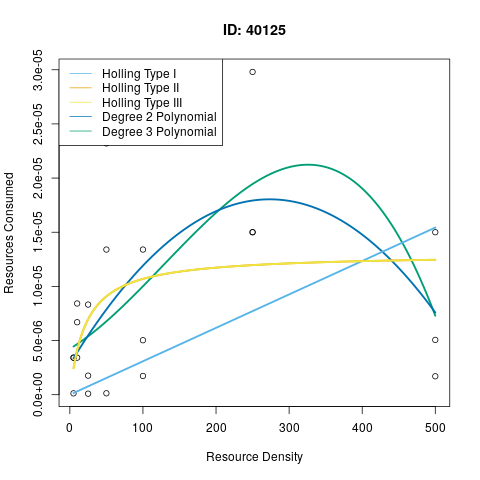 ID: 40125
Holling Type I
Holling Type II
Holling Type III
Degree 2 Polynomial
Degree 3 Polynomial
Resources Consumed
3.0e-05
2.5e-05
2.0e-05
1.5e-05
1.0e-05
5.0e-06
0.0e+00
0 100 200 300 400 500
Resource Density